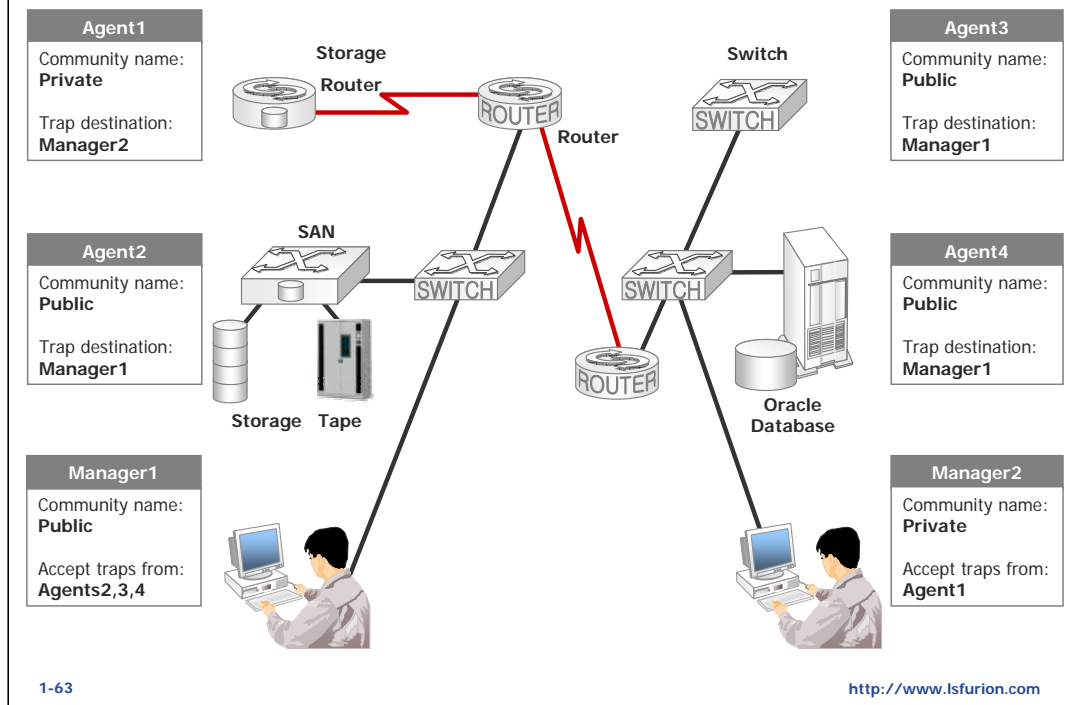 Agent1
Community name:
Private
Trap destination:
Manager2
Storage
Router
ROUTER
Router
Switch
SWITCH
Agent3
Community name:
Public
Trap destination:
Manager1
Agent2
Community name:
Public
Trap destination:
Manager1
SAN
SWITCH
Storage
Tape
SWITCH
ROUTER
Oracle
Database
Agent4
Community name:
Public
Trap destination:
Manager1
Manager1
Community name:
Public
Accept traps from:
Agents2,3,4
Manager2
Community name:
Private
Accept traps from:
Agent1
1-63
http://www.lsfurion.com